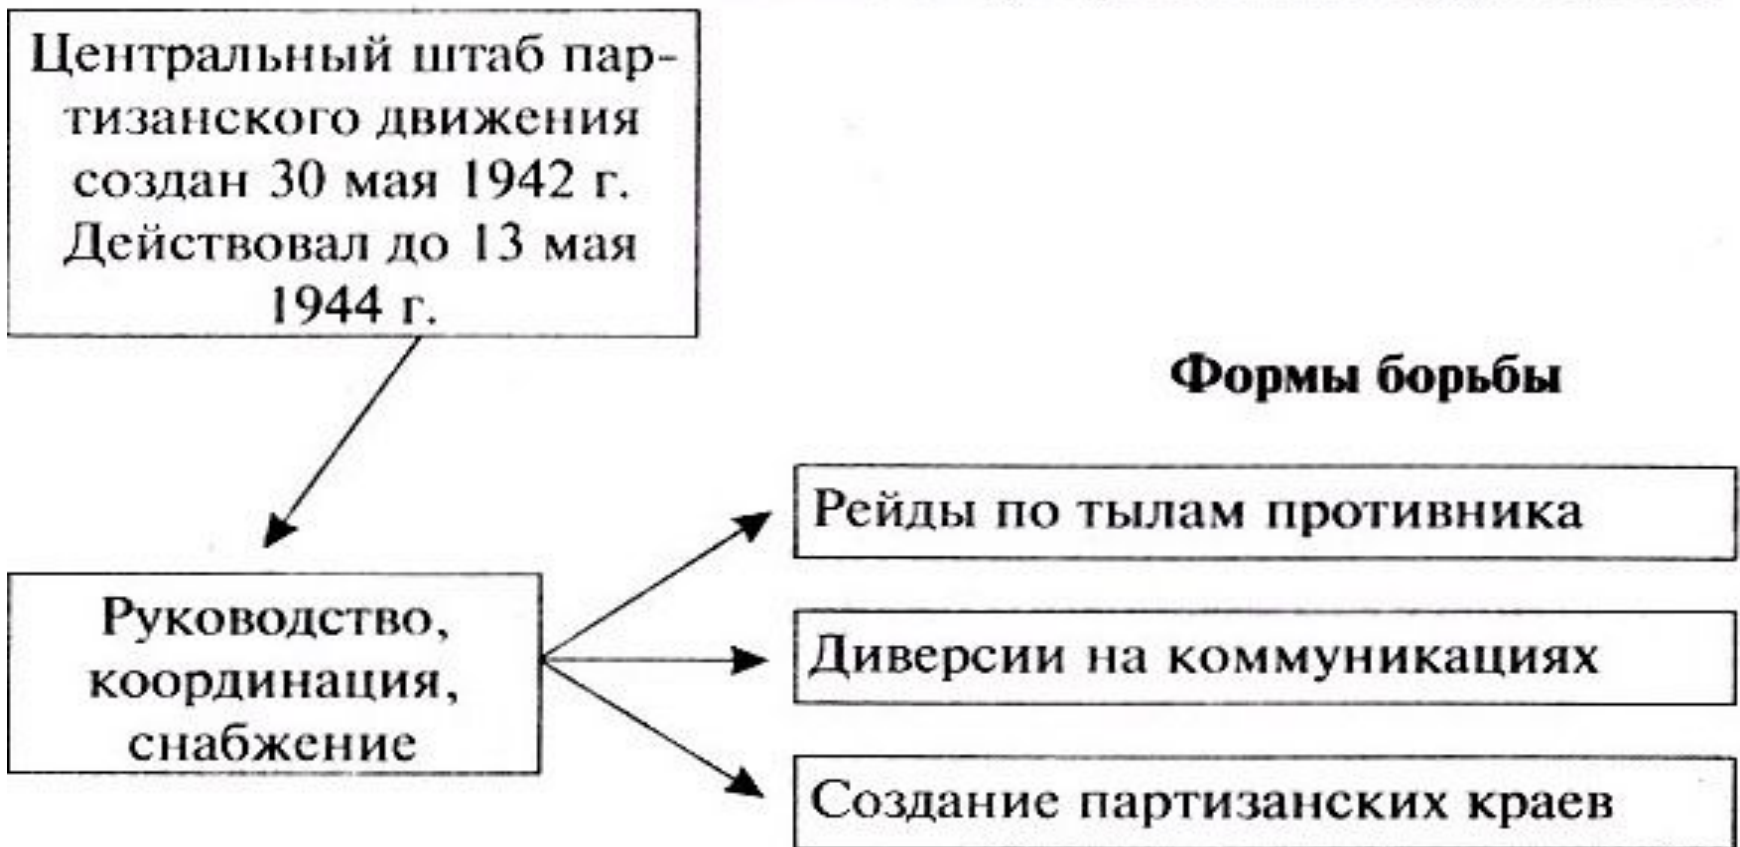 Центральный штаб пар-
тизанского движения
создан 30 мая 1942 г.
Действовал до 13 мая
1944 г.
Формы борьбы
Руководство,
координация,
снабжение
Рейды по тылам противника
Диверсии на коммуникациях
Создание партизанских краев